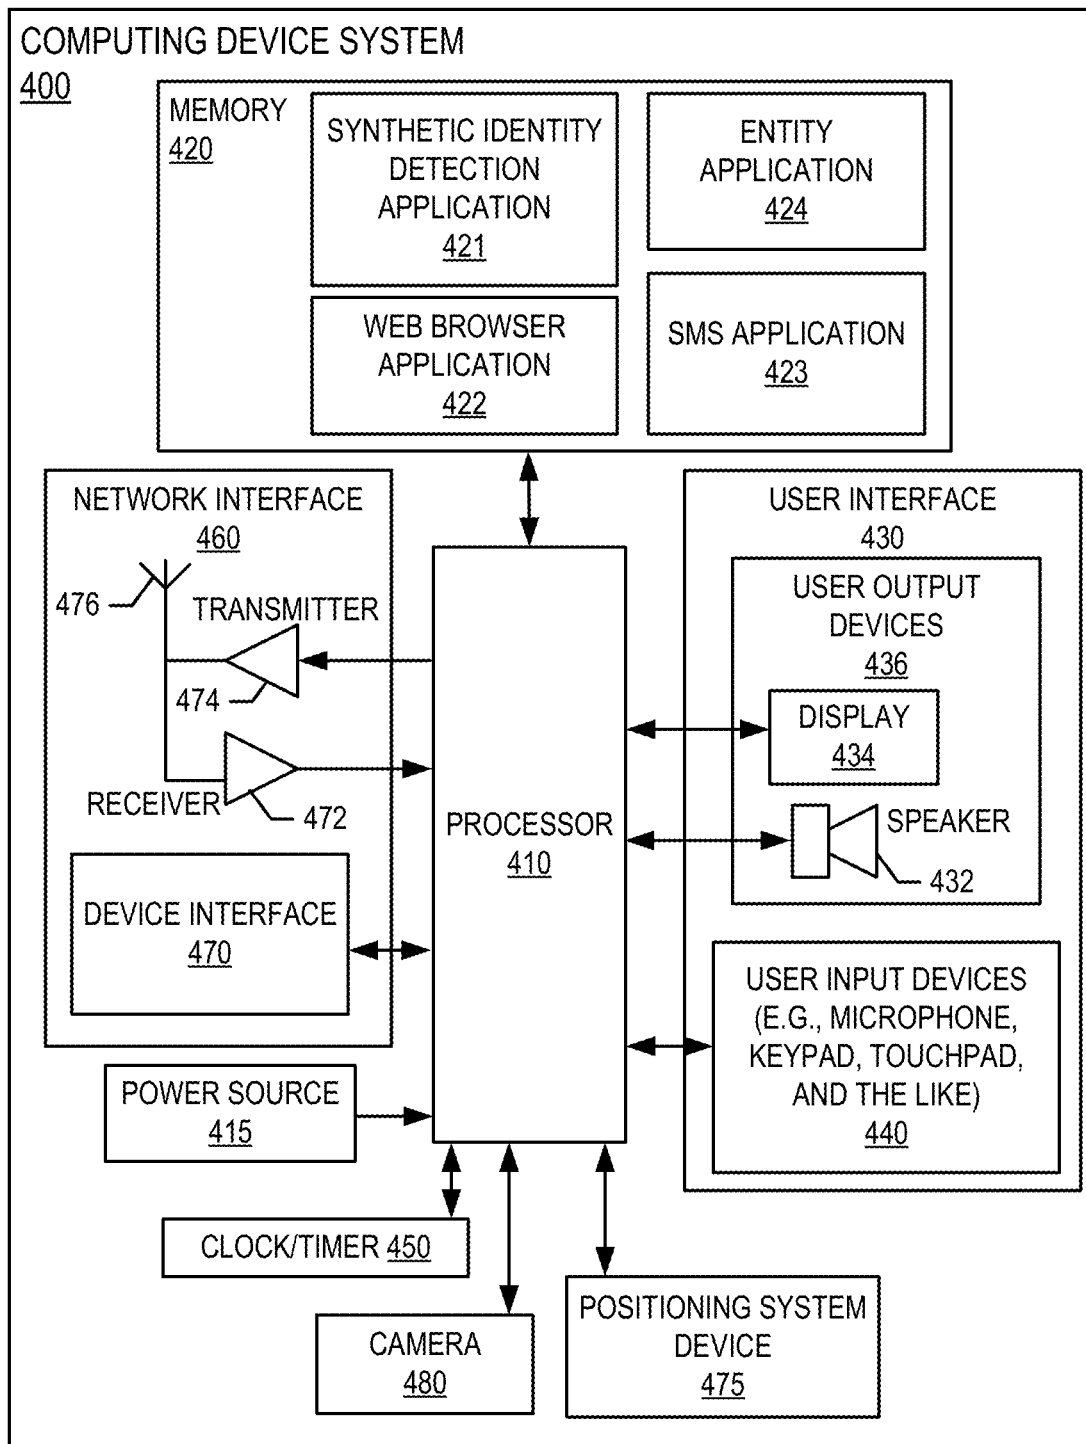 COMPUTING DEVICE SYSTEM
400
MEMORY
420
SYNTHETIC IDENTITY
DETECTION
APPLICATION
421
ENTITY
APPLICATION
424
WEB BROWSER
APPLICATION
422
SMS APPLICATION
423
NETWORK INTERFACE
460
476
TRANSMITTER
474
RECEIVER
472
DEVICE INTERFACE
470
PROCESSOR
410
USER INTERFACE
430
USER OUTPUT
DEVICES
436
DISPLAY
434
SPEAKER
432
USER INPUT DEVICES
(E.G., MICROPHONE,
KEYPAD, TOUCHPAD,
AND THE LIKE)
440
POWER SOURCE
415
CLOCK/TIMER 450
CAMERA
480
POSITIONING SYSTEM
DEVICE
475